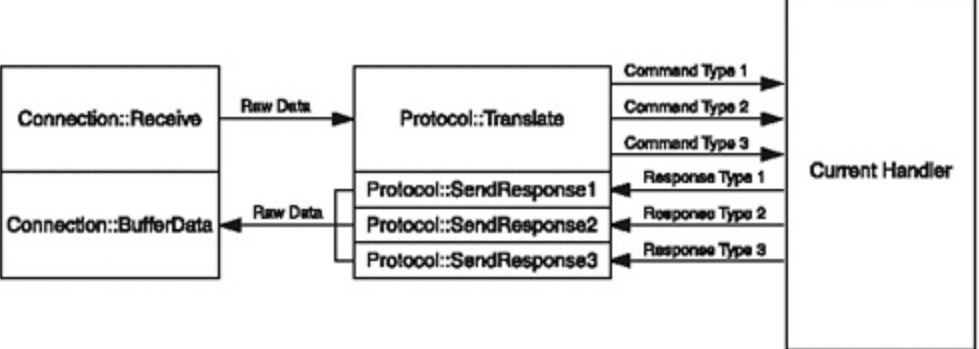 Connection::Receive
Raw Data
Protocol::Translate
Command Type 1
Command Type 2
Command Type 3
Current Handler
Connection::BufferData
Raw Data
Protocol::SendResponse1
Protocol::SendResponse2
Protocol::SendResponse3
Response Type 1
Response Type 2
Response Type 3